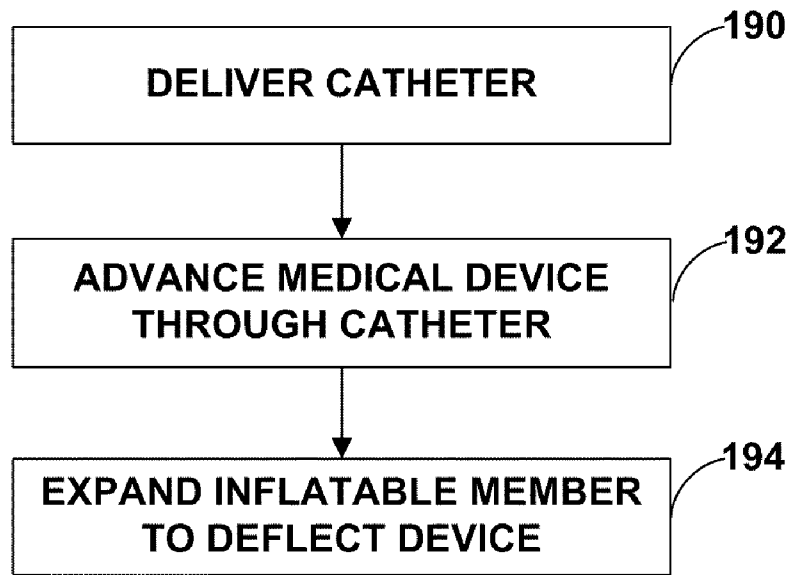 190
DELIVER CATHETER
192
ADVANCE MEDICAL DEVICE
THROUGH CATHETER
194
EXPAND INFLATABLE MEMBER
TO DEFLECT DEVICE